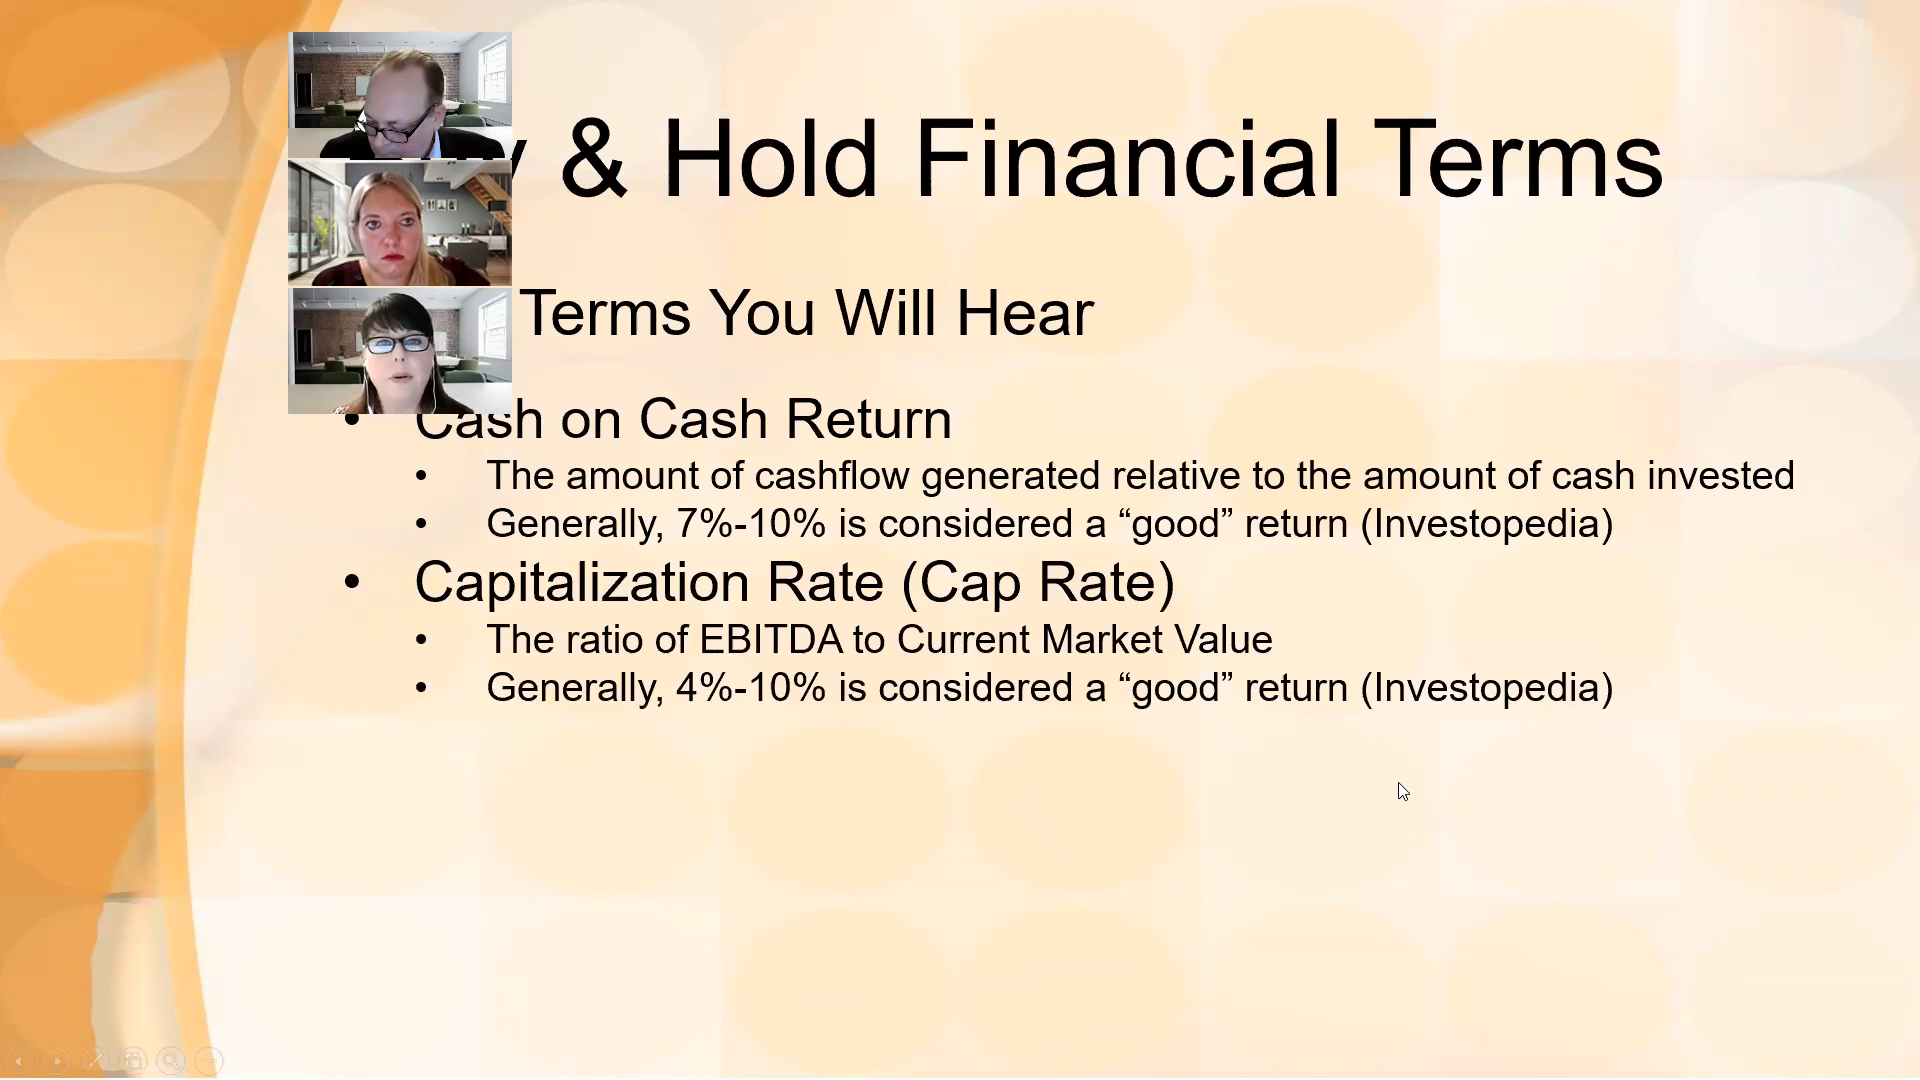 & Hold Financial Terms
Terms You Will Hear
• Cash on Cash Return
• The amount of cashflow generated relative to the amount of cash invested
• Generally, 7%-10% is considered a “good” return (Investopedia)
• Capitalization Rate (Cap Rate)
• The ratio of EBITDA to Current Market Value
• Generally, 4%-10% is considered a “good” return (Investopedia)